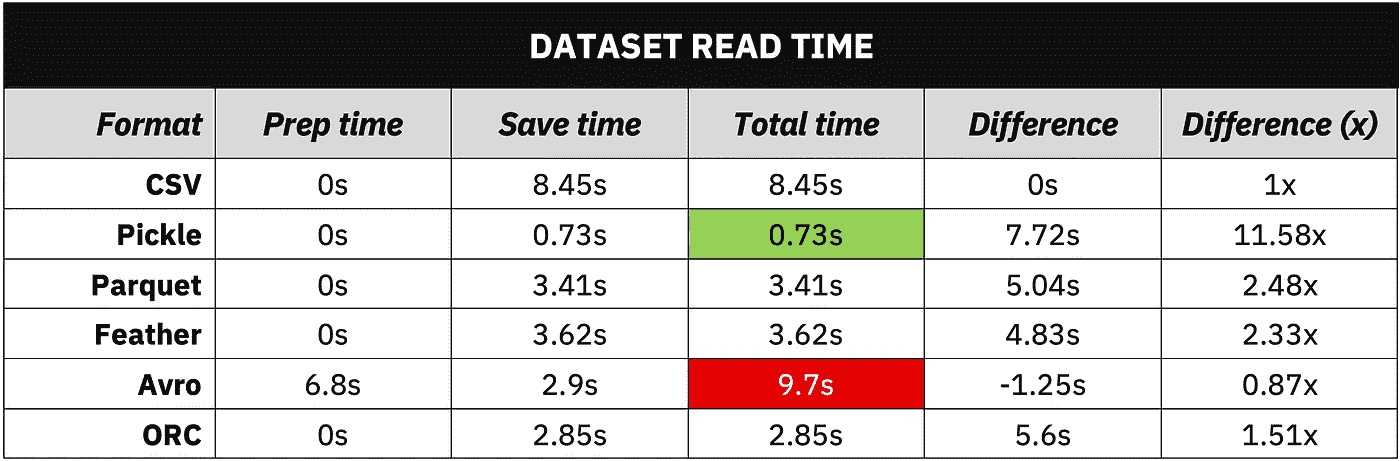 DATASET READ TIME
Format Prep time Save time Total time Difference Difference (x)
CSV 0s 8.45s 8.45s 0s 1x
Pickle 0s 0.73s 0.73s 7.72s 11.58x
Parquet 0s 3.41s 3.41s 5.04s 2.48x
Feather 0s 3.62s 3.62s 4.83s 2.33x
Avro 6.8s 2.9s 9.7s -1.25s 0.87x
ORC 0s 2.85s 2.85s 5.6s 1.51x